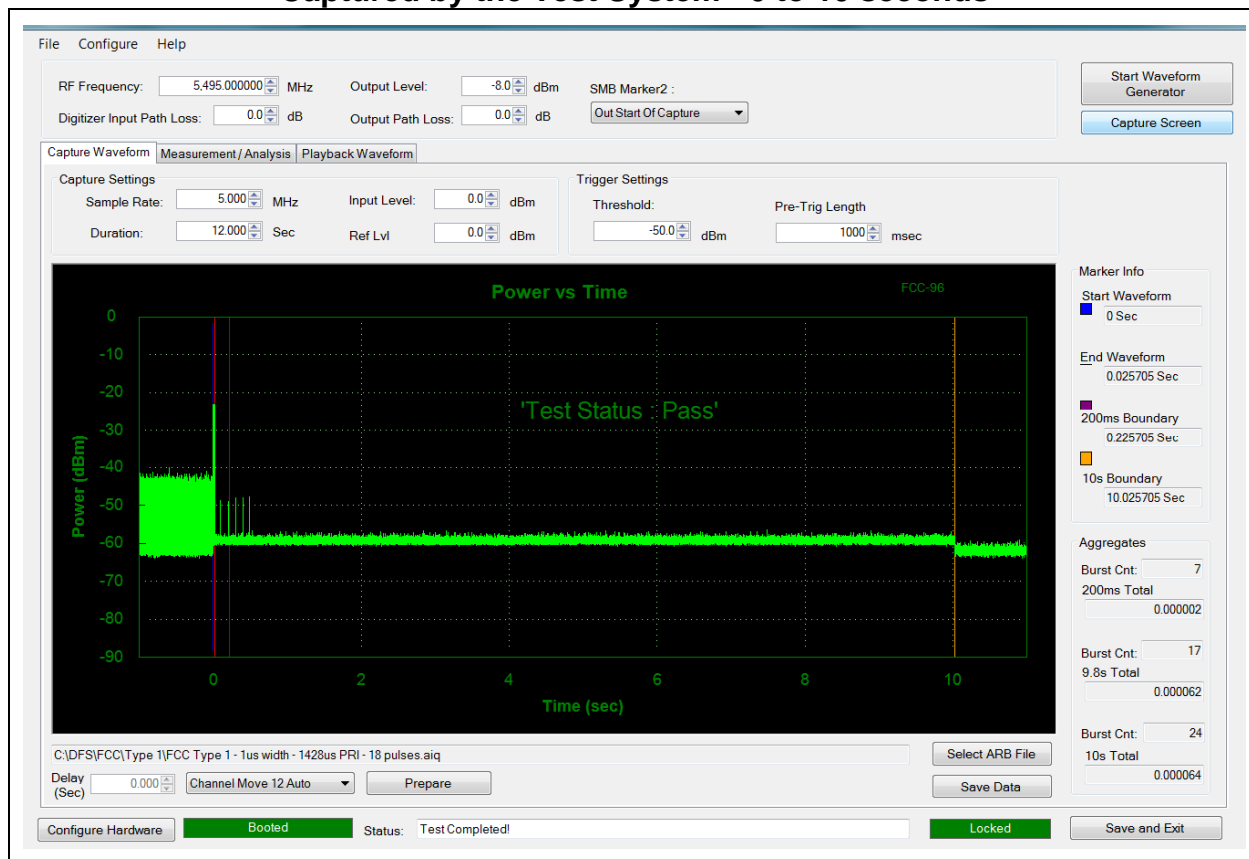 File Configure Help
RF Frequency: 5,495.000000 MHz Output Level: -8.0 dBm SMB Marker2 :
Digitizer Input Path Loss: 0.0 dB Output Path Loss: 0.0 dB Out Start Of Capture
Start Waveform
Generator
Capture Screen
Capture Waveform Measurement / Analysis Playback Waveform
Capture Settings
Sample Rate: 5.000 MHz Input Level: 0.0 dBm
Duration: 12.000 Sec Ref Lvl 0.0 dBm
Trigger Settings
Threshold: Pre-Trig Length
-50.0 dBm 1000 msec
Power vs Time
FCC-96
'Test Status : Pass'
Power (dBm)
0
-10
-20
-30
-40
-50
-60
-70
-80
-90
0 2 4 6 8 10
Time (sec)
Marker Info
Start Waveform
0 Sec
End Waveform
0.025705 Sec
200ms Boundary
0.225705 Sec
10s Boundary
10.025705 Sec
Aggregates
Burst Cnt: 7
200ms Total
0.000002
Burst Cnt: 17
9.8s Total
0.000062
Burst Cnt: 24
10s Total
0.000064
C:\DFS\FCC\Type 1\FCC Type 1 - 1us width - 1428us PRI - 18 pulses.aiq
Select ARB File
Delay
(Sec) 0.000 Channel Move 12 Auto Prepare
Save Data
Configure Hardware Booted Status: Test Completed! Locked Save and Exit